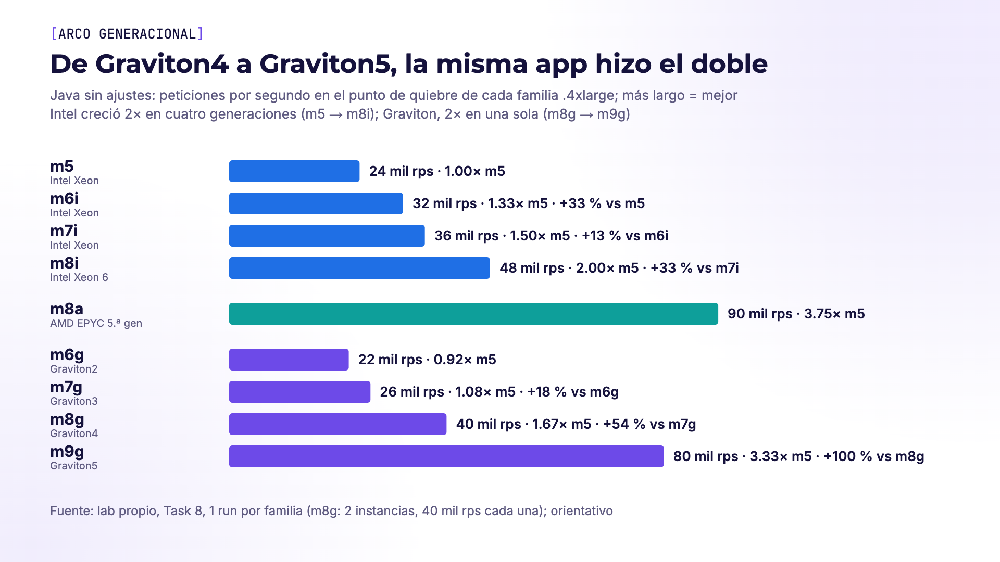 [ARCO GENERACIONAL]
De Graviton4 a Graviton5, la misma app hizo el doble
Java sin ajustes: peticiones por segundo en el punto de quiebre de cada familia .4xlarge; más largo = mejor
Intel creció 2× en cuatro generaciones (m5 → m8i); Graviton, 2× en una sola (m8g → m9g)
m5
Intel Xeon
24 mil rps · 1.00× m5
m6i
Intel Xeon
32 mil rps · 1.33× m5 · +33 % vs m5
m7i
Intel Xeon
36 mil rps · 1.50× m5 · +13 % vs m6i
m8i
Intel Xeon 6
48 mil rps · 2.00× m5 · +33 % vs m7i
m8a
AMD EPYC 5.ª gen
90 mil rps · 3.75× m5
m6g
Graviton2
22 mil rps · 0.92× m5
m7g
Graviton3
26 mil rps · 1.08× m5 · +18 % vs m6g
m8g
Graviton4
40 mil rps · 1.67× m5 · +54 % vs m7g
m9g
Graviton5
80 mil rps · 3.33× m5 · +100 % vs m8g
Fuente: lab propio, Task 8, 1 run por familia (m8g: 2 instancias, 40 mil rps cada una); orientativo